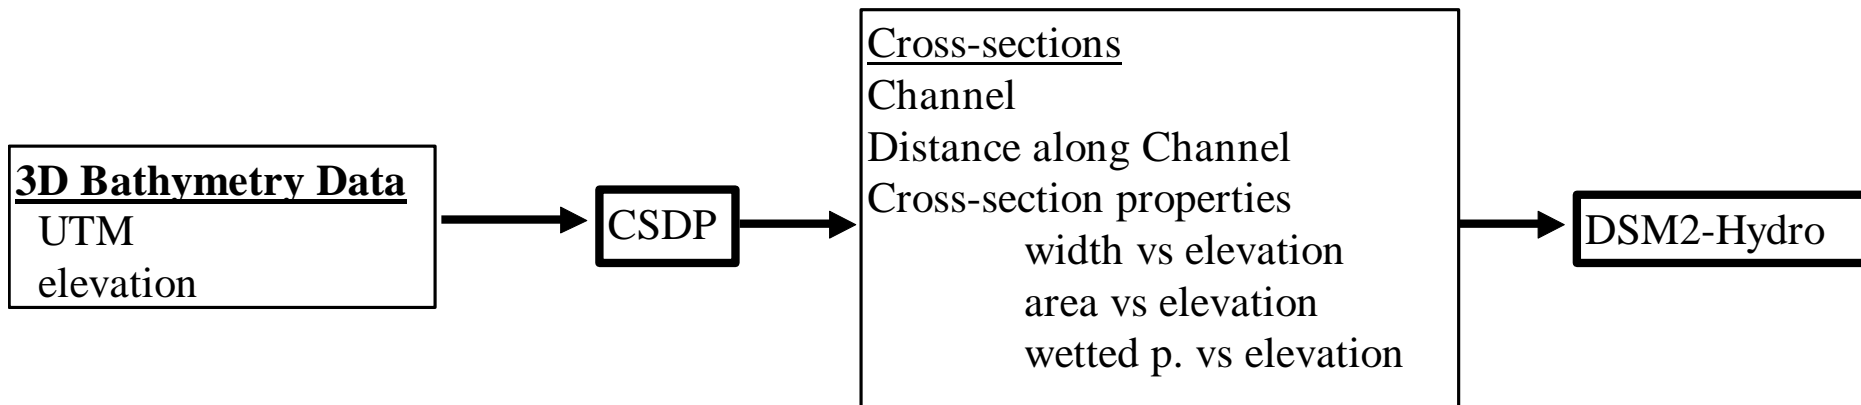 3D Bathymetry Data
UTM
elevation
CSDP
Cross-sections
Channel
Distance along Channel
Cross-section properties
width vs elevation
area vs elevation
wetted p. vs elevation
DSM2-Hydro